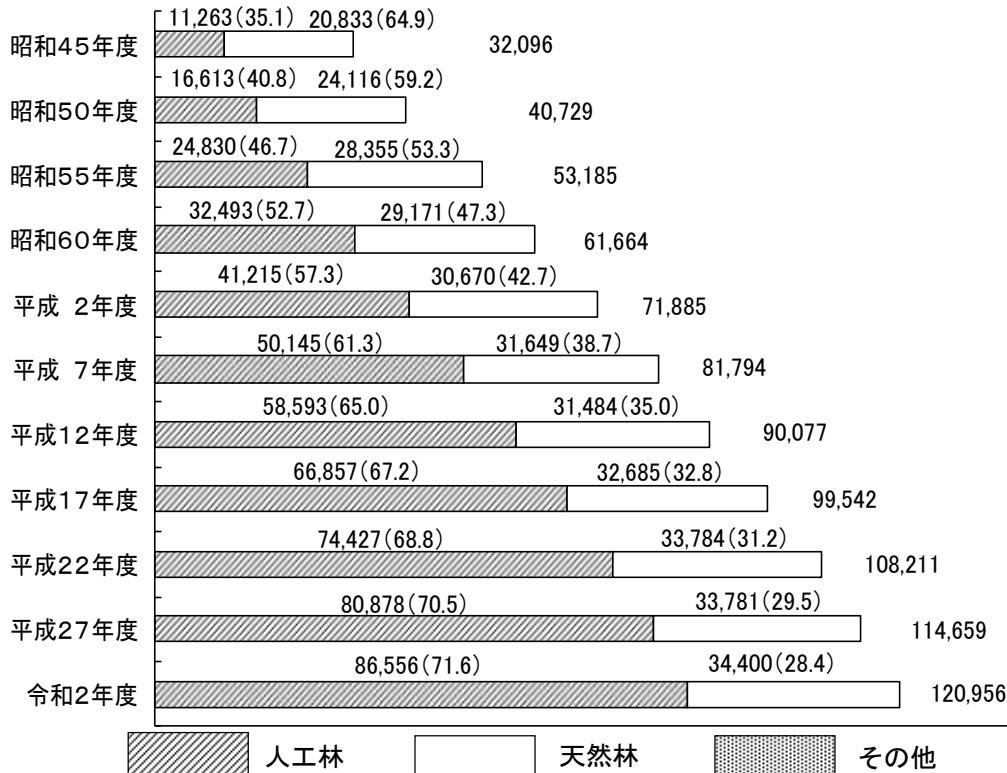 11,263(35.1) 20,833(64.9)
昭和45年度 32,096
16,613(40.8) 24,116(59.2)
昭和50年度 40,729
24,830(46.7) 28,355(53.3)
昭和55年度 53,185
32,493(52.7) 29,171(47.3)
昭和60年度 61,664
41,215(57.3) 30,670(42.7)
平成 2年度 71,885
50,145(61.3) 31,649(38.7)
平成 7年度 81,794
58,593(65.0) 31,484(35.0)
平成12年度 90,077
66,857(67.2) 32,685(32.8)
平成17年度 99,542
74,427(68.8) 33,784(31.2)
平成22年度 108,211
80,878(70.5) 33,781(29.5)
平成27年度 114,659
86,556(71.6) 34,400(28.4)
令和2年度 120,956
人工林 天然林 その他